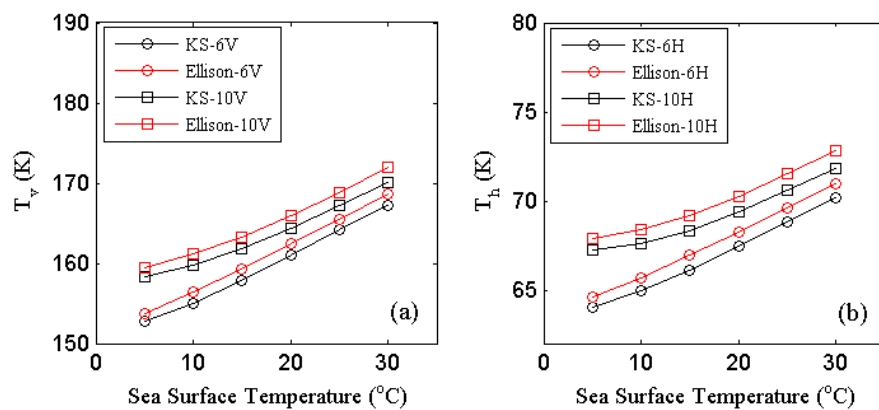 190
180
170
160
150
T_v (K)
KS-6V
Ellison-6V
KS-10V
Ellison-10V
(a)
0
10
20
30
Sea Surface Temperature (°C)
80
75
70
65
T_h (K)
KS-6H
Ellison-6H
KS-10H
Ellison-10H
(b)
0
10
20
30
Sea Surface Temperature (°C)